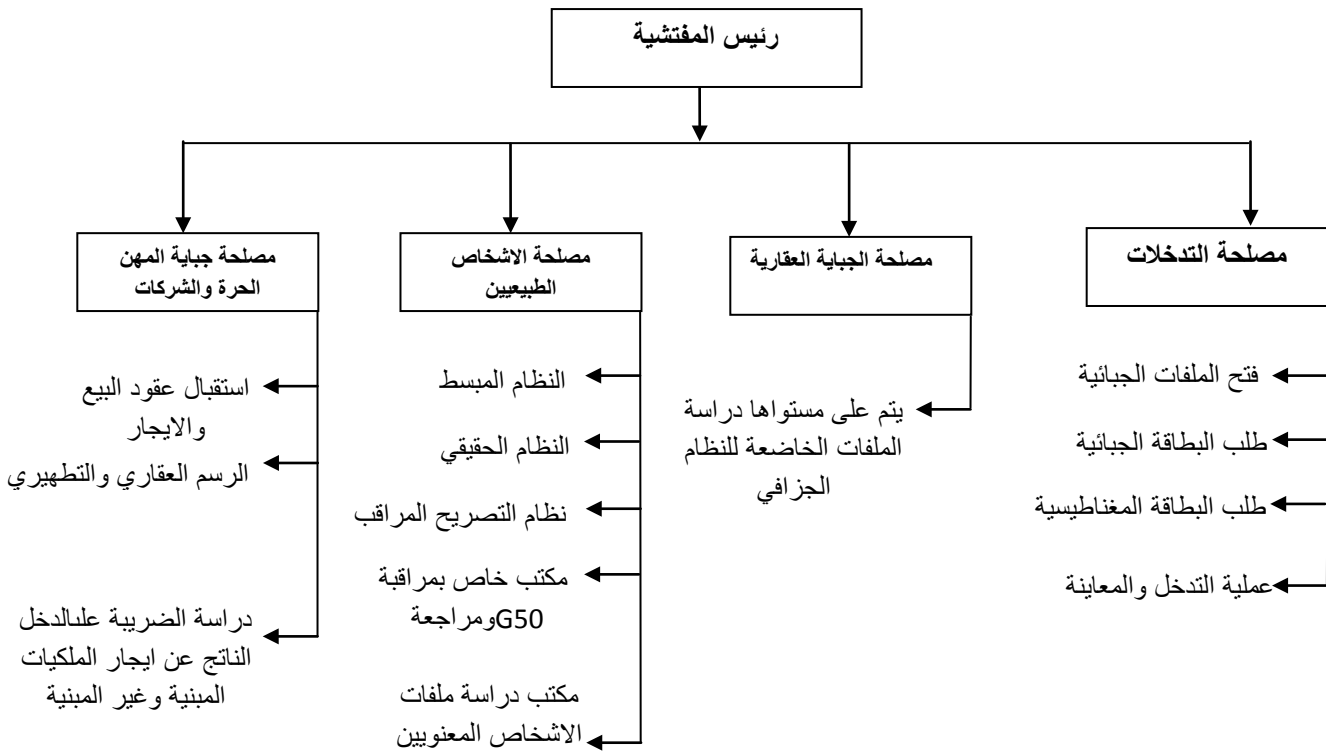 رئيس المفتشية
مصلحة التدخلات
فتح الملفات الجبائية
طلب البطاقة الجبائية
طلب البطاقة المغناطيسية
عملية التدخل والمعاينة
مصلحة الجباية العقارية
يتم على مستواها دراسة
الملفات الخاضعة للنظام
الجزافي
مصلحة الاشخاص
الطبيعيين
النظام المبسط
النظام الحقيقي
نظام التصريح المراقب
مكتب خاص بمراقبة
ومراجعةG50
مكتب دراسة ملفات
الاشخاص المعنويين
مصلحة جباية المهن
الحرة والشركات
استقبال عقود البيع
والايجار
الرسم العقاري والتطهيري
دراسة الضريبة علىالدخل
الناتج عن ايجار الملكيات
المبنية وغير المبنية